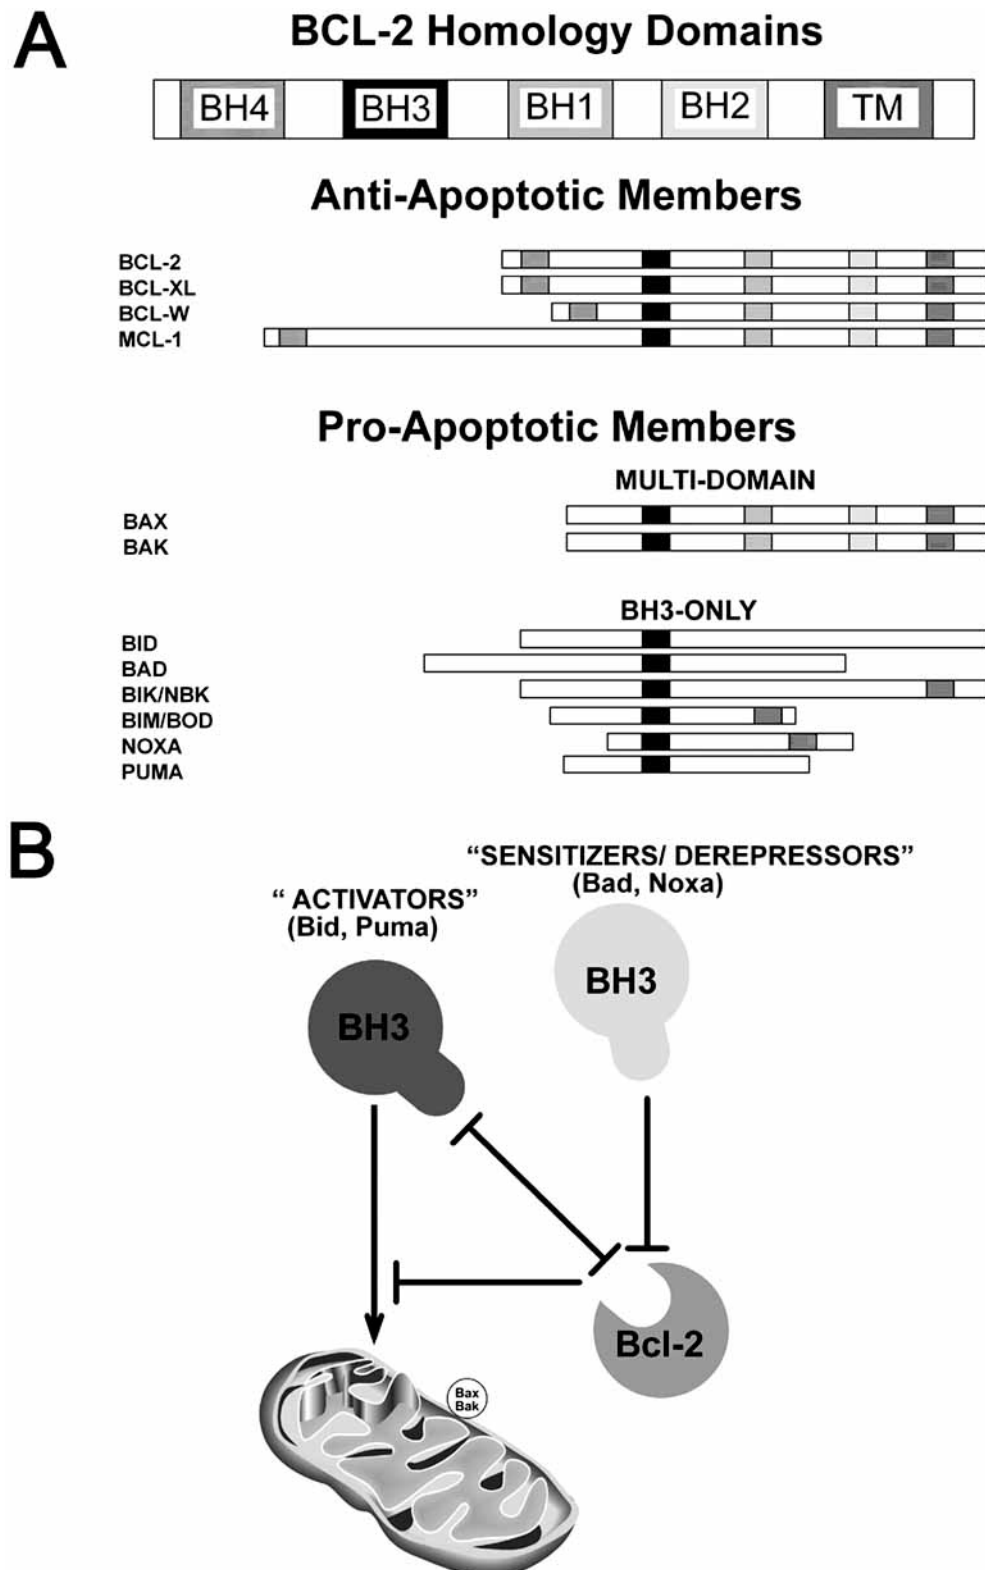 A
BCL-2 Homology Domains
BH4 BH3 BH1 BH2 TM
Anti-Apoptotic Members
BCL-2
BCL-XL
BCL-W
MCL-1
Pro-Apoptotic Members
MULTI-DOMAIN
BAX
BAK
BH3-ONLY
BID
BAD
BIK/NBK
BIM/BOD
NOXA
PUMA
B
“SENSITIZERS/ DEREPRESSORS”
(Bad, Noxa)
“ ACTIVATORS”
(Bid, Puma)
BH3
BH3
Bcl-2
Bax
Bak